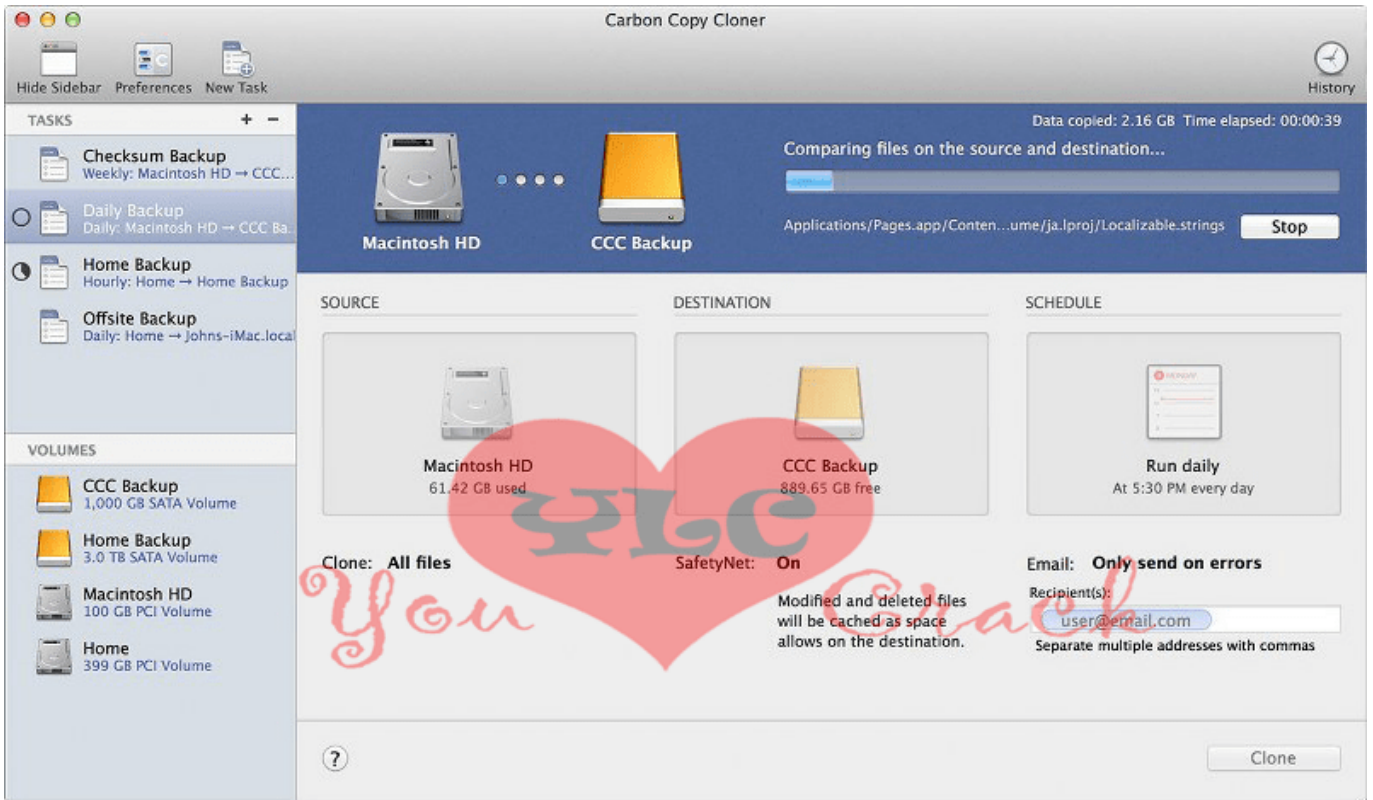 Carbon Copy Cloner
Hide Sidebar Preferences New Task
History
TASKS + −
Checksum Backup
Weekly: Macintosh HD → CCC...
Daily Backup
Daily: Macintosh HD → CCC Ba.
Home Backup
Hourly: Home → Home Backup
Offsite Backup
Daily: Home → Johns-iMac.local
VOLUMES
CCC Backup
1,000 GB SATA Volume
Home Backup
3.0 TB SATA Volume
Macintosh HD
100 GB PCI Volume
Home
399 GB PCI Volume
Data copied: 2.16 GB Time elapsed: 00:00:39
Comparing files on the source and destination...
Applications/Pages.app/Conten...ume/ja.lproj/Localizable.strings
Stop
Macintosh HD
CCC Backup
SOURCE
Macintosh HD
61.42 GB used
Clone: All files
DESTINATION
CCC Backup
889.65 GB free
SafetyNet: On
Modified and deleted files
will be cached as space
allows on the destination.
SCHEDULE
MONDAY
Run daily
At 5:30 PM every day
Email: Only send on errors
Recipient(s):
user@email.com
Separate multiple addresses with commas
YLC
You Crack
?
Clone